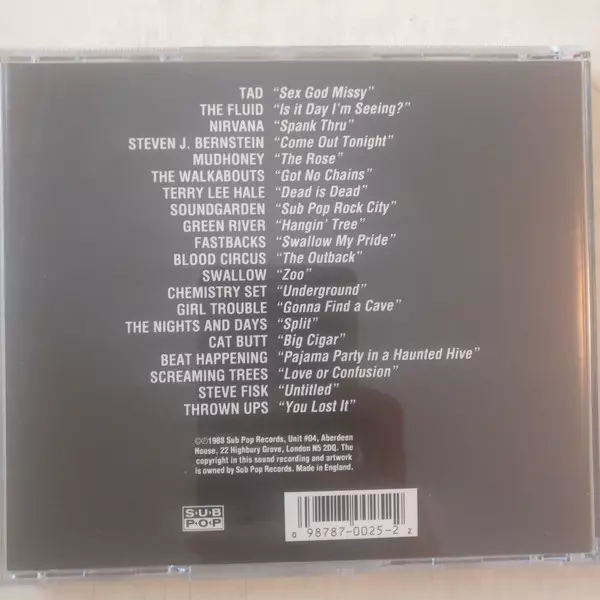 TAD "Sex God Missy"
THE FLUID "Is it Day I'm Seeing?"
NIRVANA "Spank Thru"
STEVEN J. BERNSTEIN "Come Out Tonight"
MUDHONEY "The Rose"
THE WALKABOUTS "Got No Chains"
TERRY LEE HALE "Dead is Dead"
SOUNDGARDEN "Sub Pop Rock City"
GREEN RIVER "Hangin' Tree"
FASTBACKS "Swallow My Pride"
BLOOD CIRCUS "The Outback"
SWALLOW "Zoo"
CHEMISTRY SET "Underground"
GIRL TROUBLE "Gonna Find a Cave"
THE NIGHTS AND DAYS "Split"
CAT BUTT "Big Cigar"
BEAT HAPPENING "Pajama Party in a Haunted Hive"
SCREAMING TREES "Love or Confusion"
STEVE FISK "Untitled"
THROWN UPS "You Lost It"
©℗1988 Sub Pop Records, Unit #04, Aberdeen
House, 22 Highbury Grove, London N5 2DQ. The
copyright in this sound recording and artwork
is owned by Sub Pop Records. Made in England.
SUB
POP
0 98787-0025-2 2